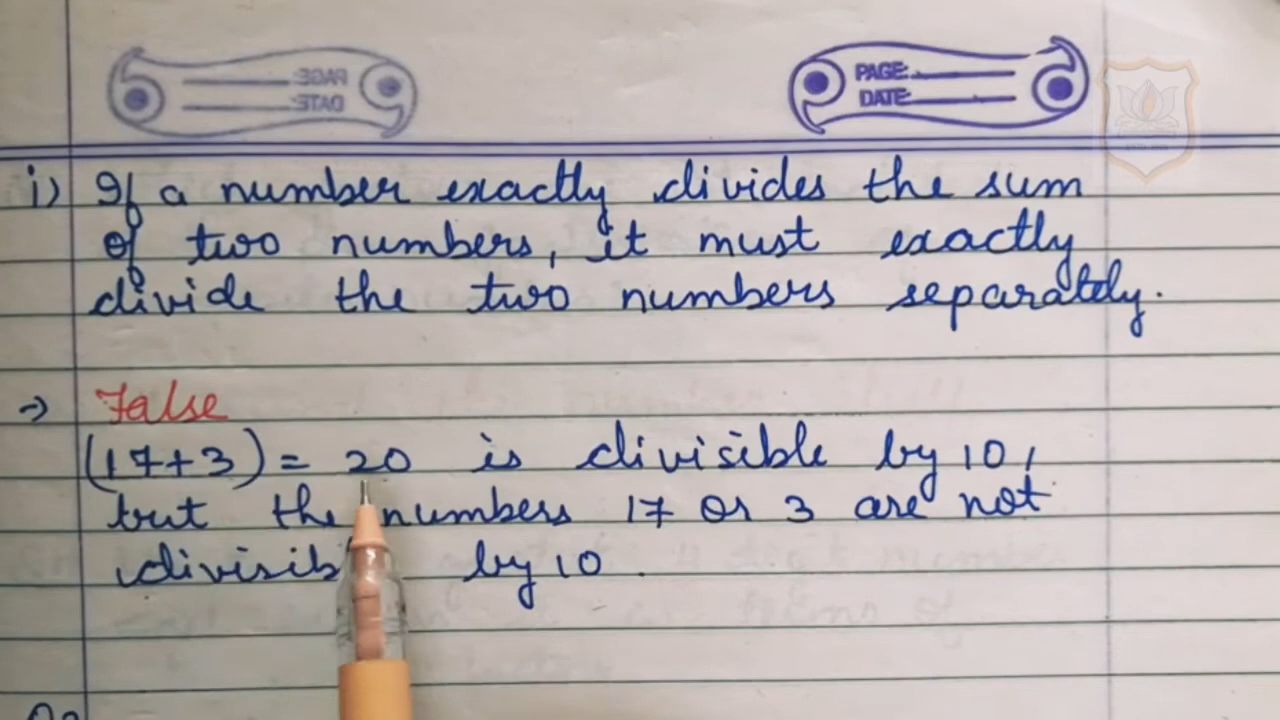 PAGE:
DATE:
i) If a number exactly divides the sum
of two numbers, it must exactly
divide the two numbers separately.
→ False
(17+3) = 20 is divisible by 10,
but the numbers 17 or 3 are not
by 10.